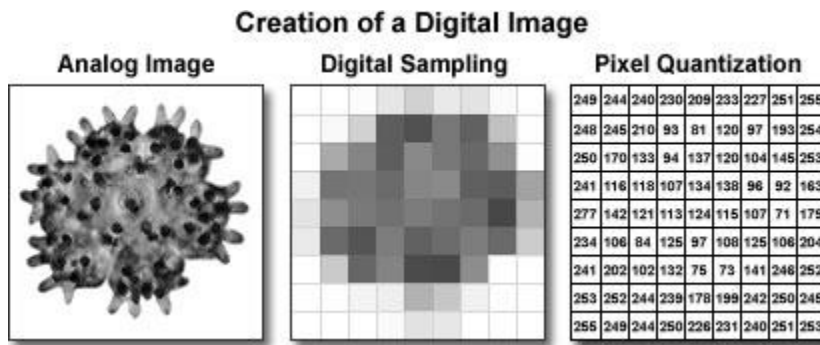 Creation of a Digital Image
Analog Image Digital Sampling Pixel Quantization
249 244 240 230 209 233 227 251 255
248 245 210 93 81 120 97 193 254
250 170 133 94 137 120 104 145 253
241 116 118 107 134 138 96 92 163
277 142 121 113 124 115 107 71 179
234 106 84 125 97 108 125 106 204
241 202 102 132 75 73 141 246 252
253 252 244 239 178 199 242 250 245
255 249 244 250 226 231 240 251 253